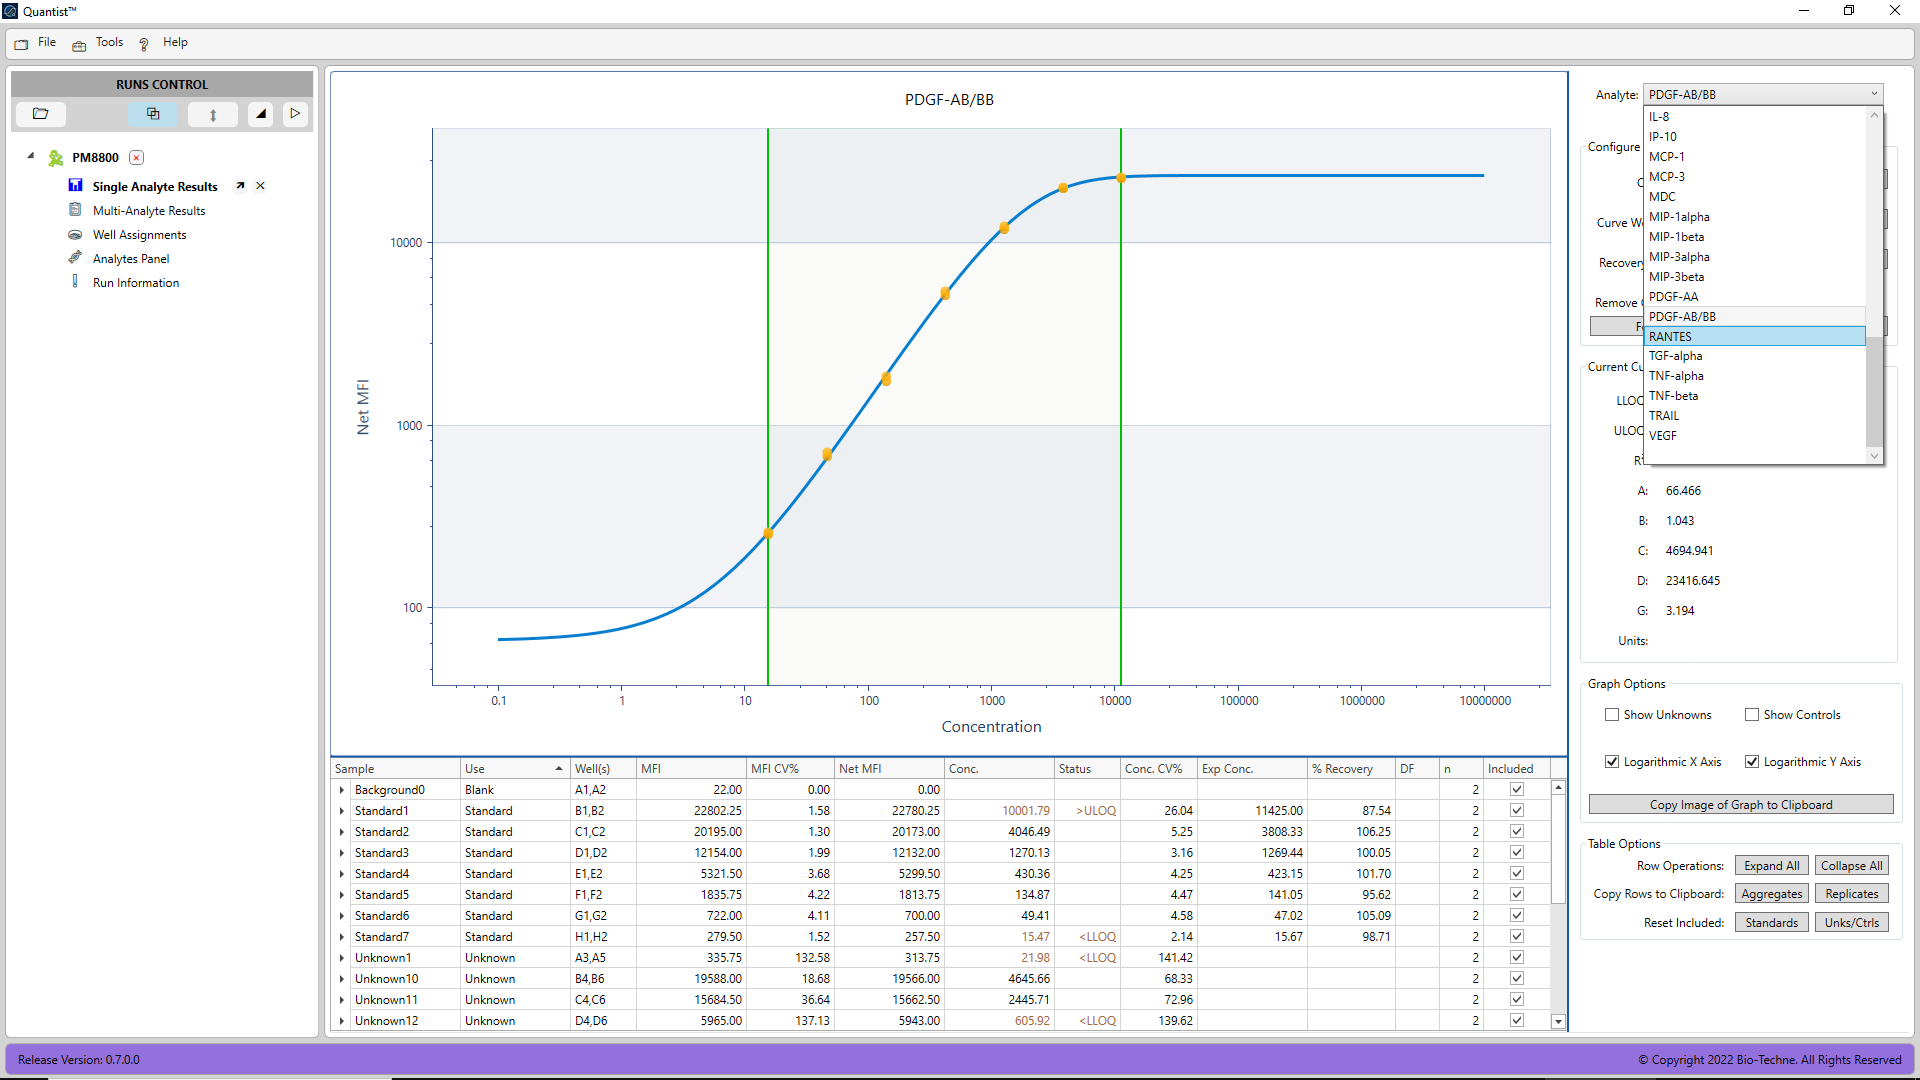 Quantist™
File Tools Help
RUNS CONTROL
PM8800
Single Analyte Results
Multi-Analyte Results
Well Assignments
Analytes Panel
Run Information
PDGF-AB/BB
Net MFI
10000
1000
100
0.1 1 10 100 1000 10000 100000 1000000 10000000
Concentration
Sample Use Well(s) MFI MFI CV% Net MFI Conc. Status Conc. CV% Exp Conc. % Recovery DF n Included
Background0 Blank A1,A2 22.00 0.00 0.00 2
Standard1 Standard B1,B2 22802.25 1.58 22780.25 10001.79 >ULOQ 26.04 11425.00 87.54 2
Standard2 Standard C1,C2 20195.00 1.30 20173.00 4046.49 5.25 3808.33 106.25 2
Standard3 Standard D1,D2 12154.00 1.99 12132.00 1270.13 3.16 1269.44 100.05 2
Standard4 Standard E1,E2 5321.50 3.68 5299.50 430.36 4.25 423.15 101.70 2
Standard5 Standard F1,F2 1835.75 4.22 1813.75 134.87 4.47 141.05 95.62 2
Standard6 Standard G1,G2 722.00 4.11 700.00 49.41 4.58 47.02 105.09 2
Standard7 Standard H1,H2 279.50 1.52 257.50 15.47 <LLOQ 2.14 15.67 98.71 2
Unknown1 Unknown A3,A5 335.75 132.58 313.75 21.98 <LLOQ 141.42 2
Unknown10 Unknown B4,B6 19588.00 18.68 19566.00 4645.66 68.33 2
Unknown11 Unknown C4,C6 15684.50 36.64 15662.50 2445.71 72.96 2
Unknown12 Unknown D4,D6 5965.00 137.13 5943.00 605.92 <LLOQ 139.62 2
Analyte: PDGF-AB/BB
IL-8
IP-10
MCP-1
MCP-3
MDC
MIP-1alpha
MIP-1beta
MIP-3alpha
MIP-3beta
PDGF-AA
PDGF-AB/BB
RANTES
TGF-alpha
TNF-alpha
TNF-beta
TRAIL
VEGF
Configure
Curve
Recovery
Remove
Current
A: 66.466
B: 1.043
C: 4694.941
D: 23416.645
G: 3.194
Units:
Graph Options
Show Unknowns Show Controls
Logarithmic X Axis Logarithmic Y Axis
Copy Image of Graph to Clipboard
Table Options
Row Operations: Expand All Collapse All
Copy Rows to Clipboard: Aggregates Replicates
Reset Included: Standards Unks/Ctrls
Release Version: 0.7.0.0
© Copyright 2022 Bio-Techne. All Rights Reserved